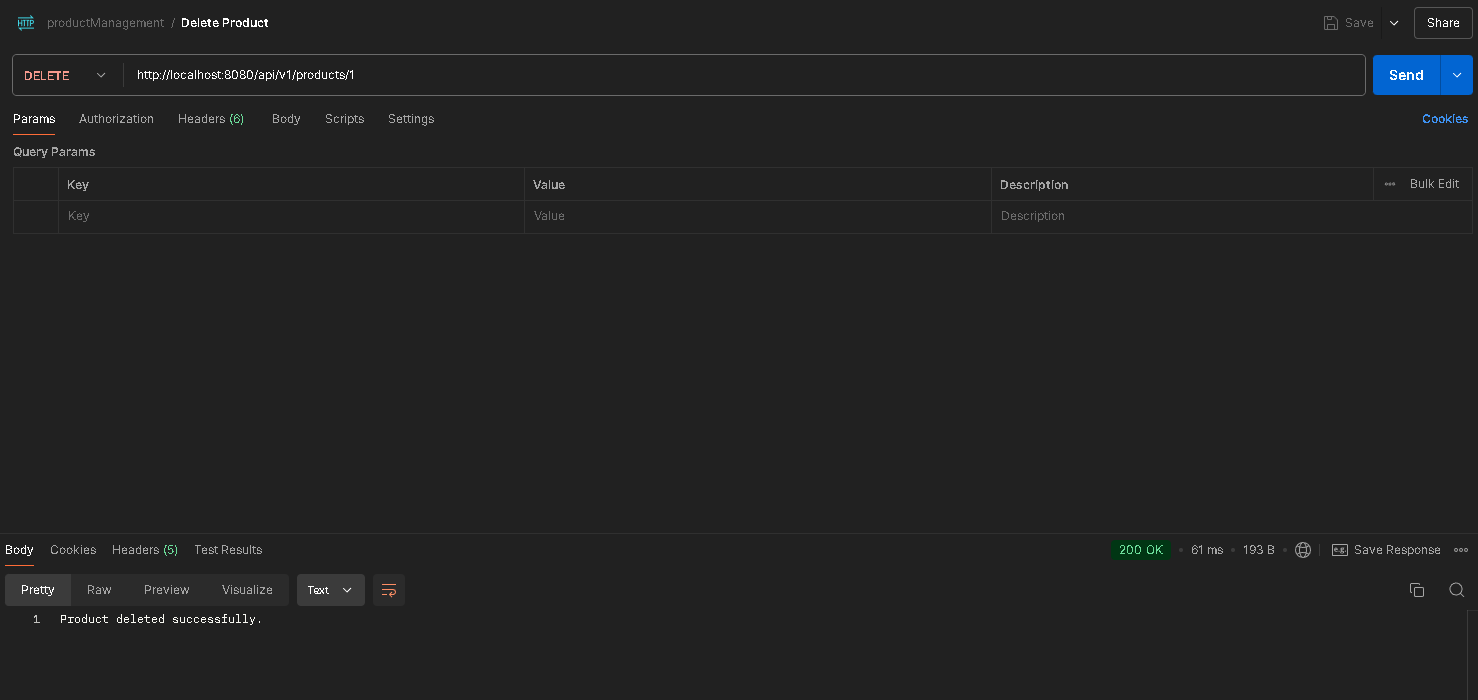 HTTP productManagement / Delete Product Save Share
DELETE http://localhost:8080/api/v1/products/1 Send
Params Authorization Headers (6) Body Scripts Settings Cookies
Query Params
Key Value Description ••• Bulk Edit
Key Value Description
Body Cookies Headers (5) Test Results 200 OK • 61 ms • 193 B • e.g. Save Response •••
Pretty Raw Preview Visualize Text
1 Product deleted successfully.